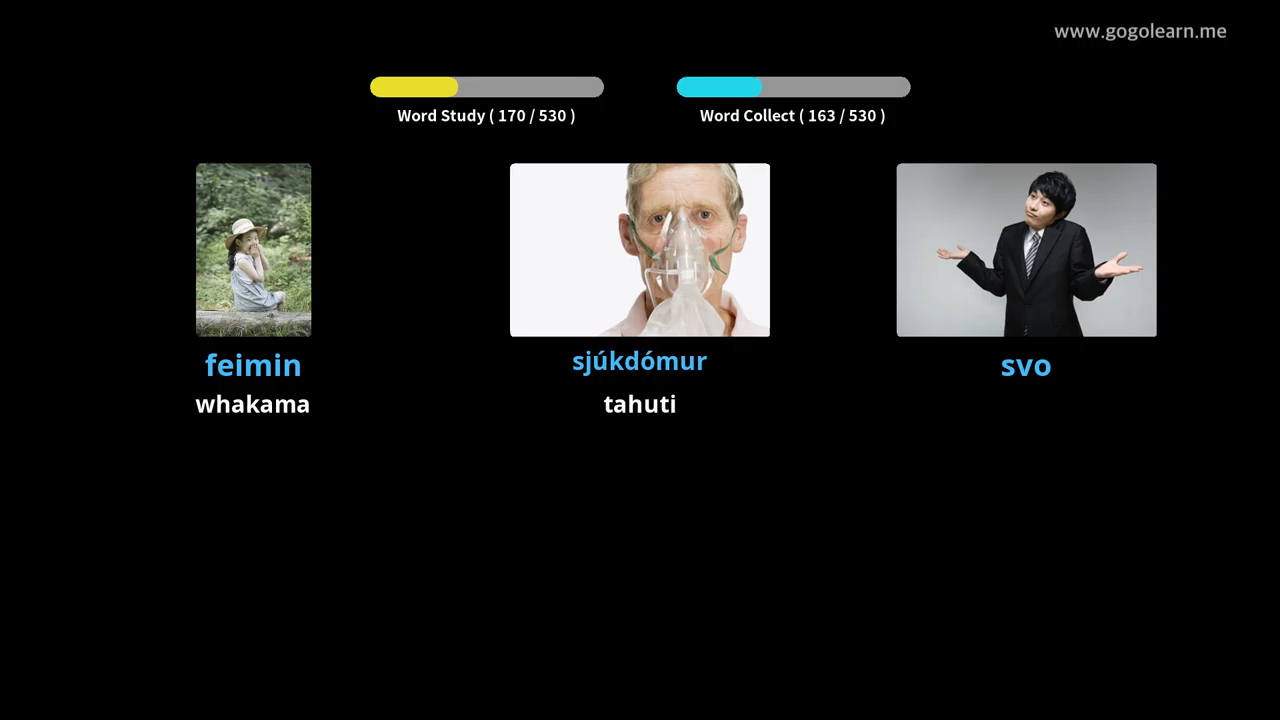 www.gogolearn.me
Word Study ( 170 / 530 )
Word Collect ( 163 / 530 )
feimin
whakama
sjúkdómur
tahuti
svo